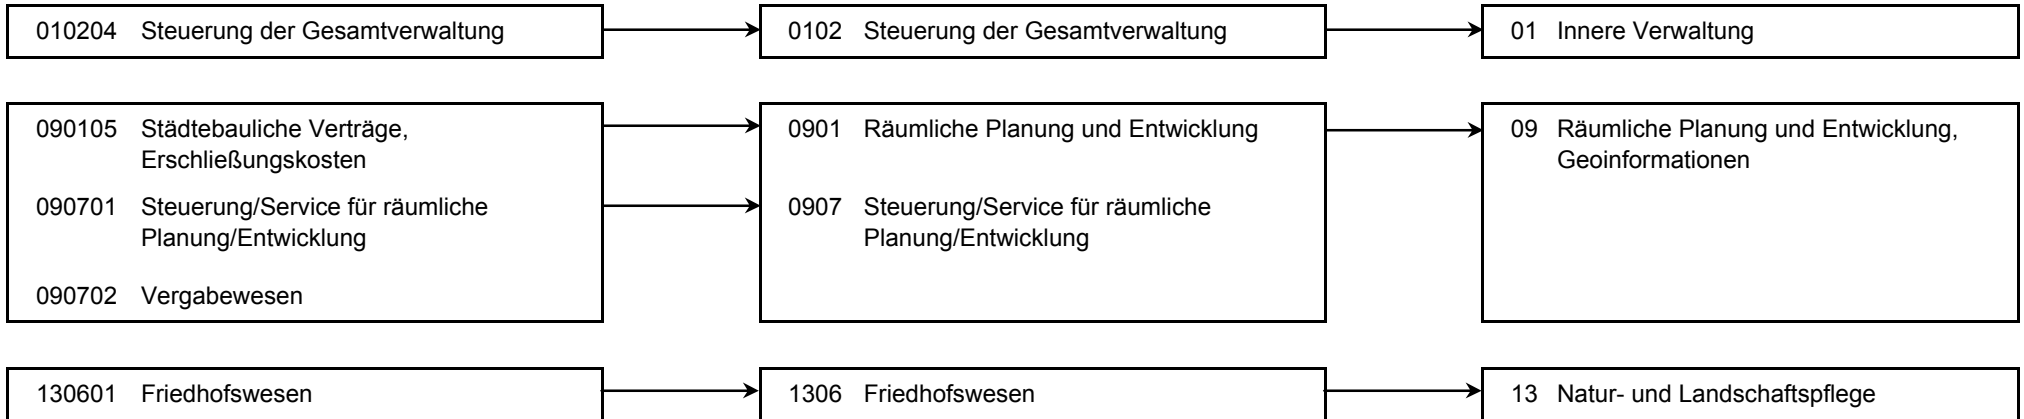 010204 Steuerung der Gesamtverwaltung
0102 Steuerung der Gesamtverwaltung
01 Innere Verwaltung
090105 Städtebauliche Verträge,
Erschließungskosten
0901 Räumliche Planung und Entwicklung
09 Räumliche Planung und Entwicklung,
Geoinformationen
090701 Steuerung/Service für räumliche
Planung/Entwicklung
0907 Steuerung/Service für räumliche
Planung/Entwicklung
090702 Vergabewesen
130601 Friedhofswesen
1306 Friedhofswesen
13 Natur- und Landschaftspflege